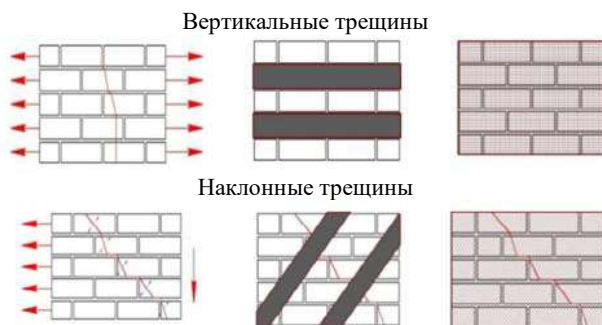 Вертикальные трещины
Наклонные трещины